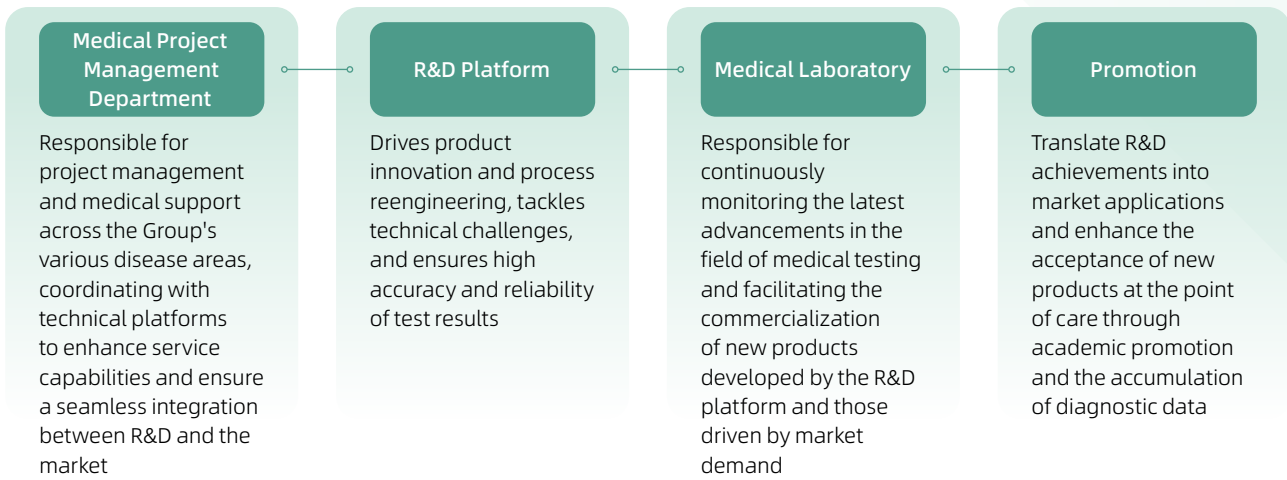 Medical Project
Management
Department
Responsible for
project management
and medical support
across the Group's
various disease areas,
coordinating with
technical platforms
to enhance service
capabilities and ensure
a seamless integration
between R&D and the
market
R&D Platform
Drives product
innovation and process
reengineering, tackles
technical challenges,
and ensures high
accuracy and reliability
of test results
Medical Laboratory
Responsible for
continuously
monitoring the latest
advancements in the
field of medical testing
and facilitating the
commercialization
of new products
developed by the R&D
platform and those
driven by market
demand
Promotion
Translate R&D
achievements into
market applications
and enhance the
acceptance of new
products at the point
of care through
academic promotion
and the accumulation
of diagnostic data